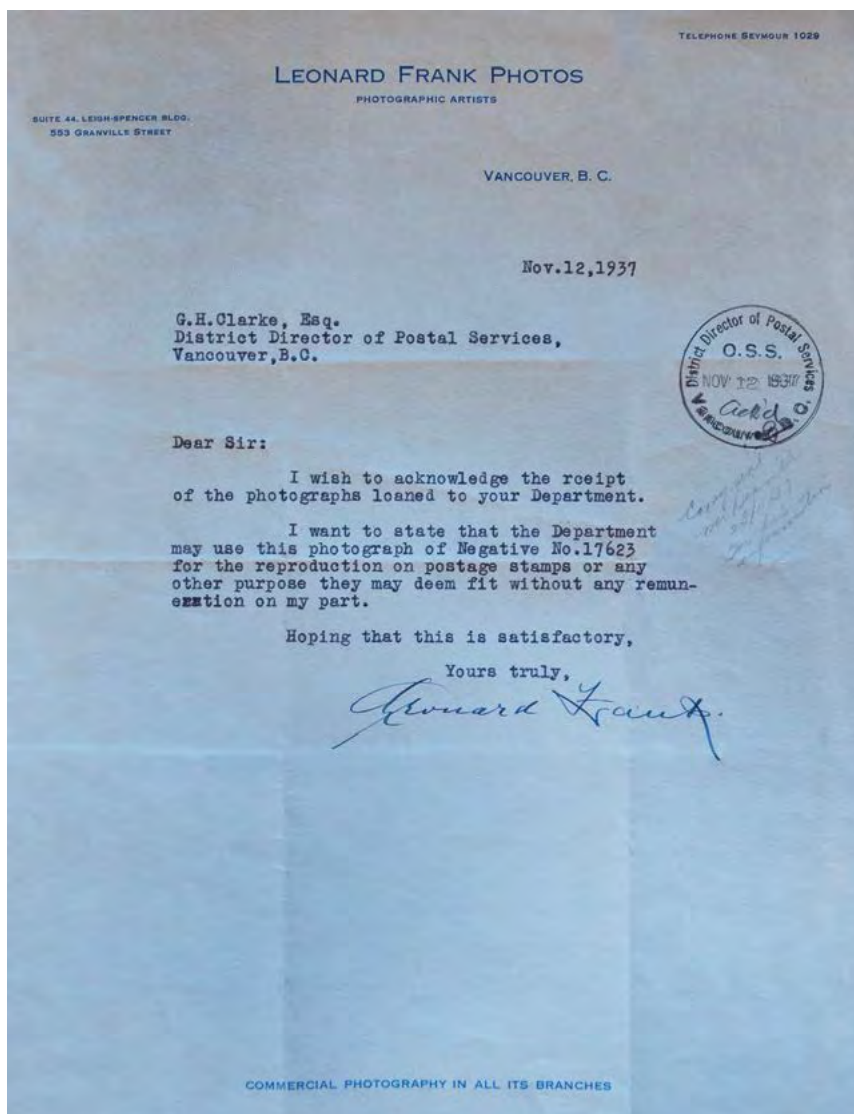 TELEPHONE SEYMOUR 1029
LEONARD FRANK PHOTOS
PHOTOGRAPHIC ARTISTS
SUITE 44, LEIGH-SPENCER BLDG.
553 GRANVILLE STREET
VANCOUVER, B. C.
Nov.12,1937
G.H.Clarke, Esq.
District Director of Postal Services,
Vancouver,B.C.
District Director of Postal Services
O.S.S.
NOV 12 1937
Ack'd
Dear Sir:
I wish to acknowledge the rceipt
of the photographs loaned to your Department.
I want to state that the Department
may use this photograph of Negative No.17623
for the reproduction on postage stamps or any
other purpose they may deem fit without any remun-
eration on my part.
Hoping that this is satisfactory,
Yours truly,
Leonard Frank.
COMMERCIAL PHOTOGRAPHY IN ALL ITS BRANCHES